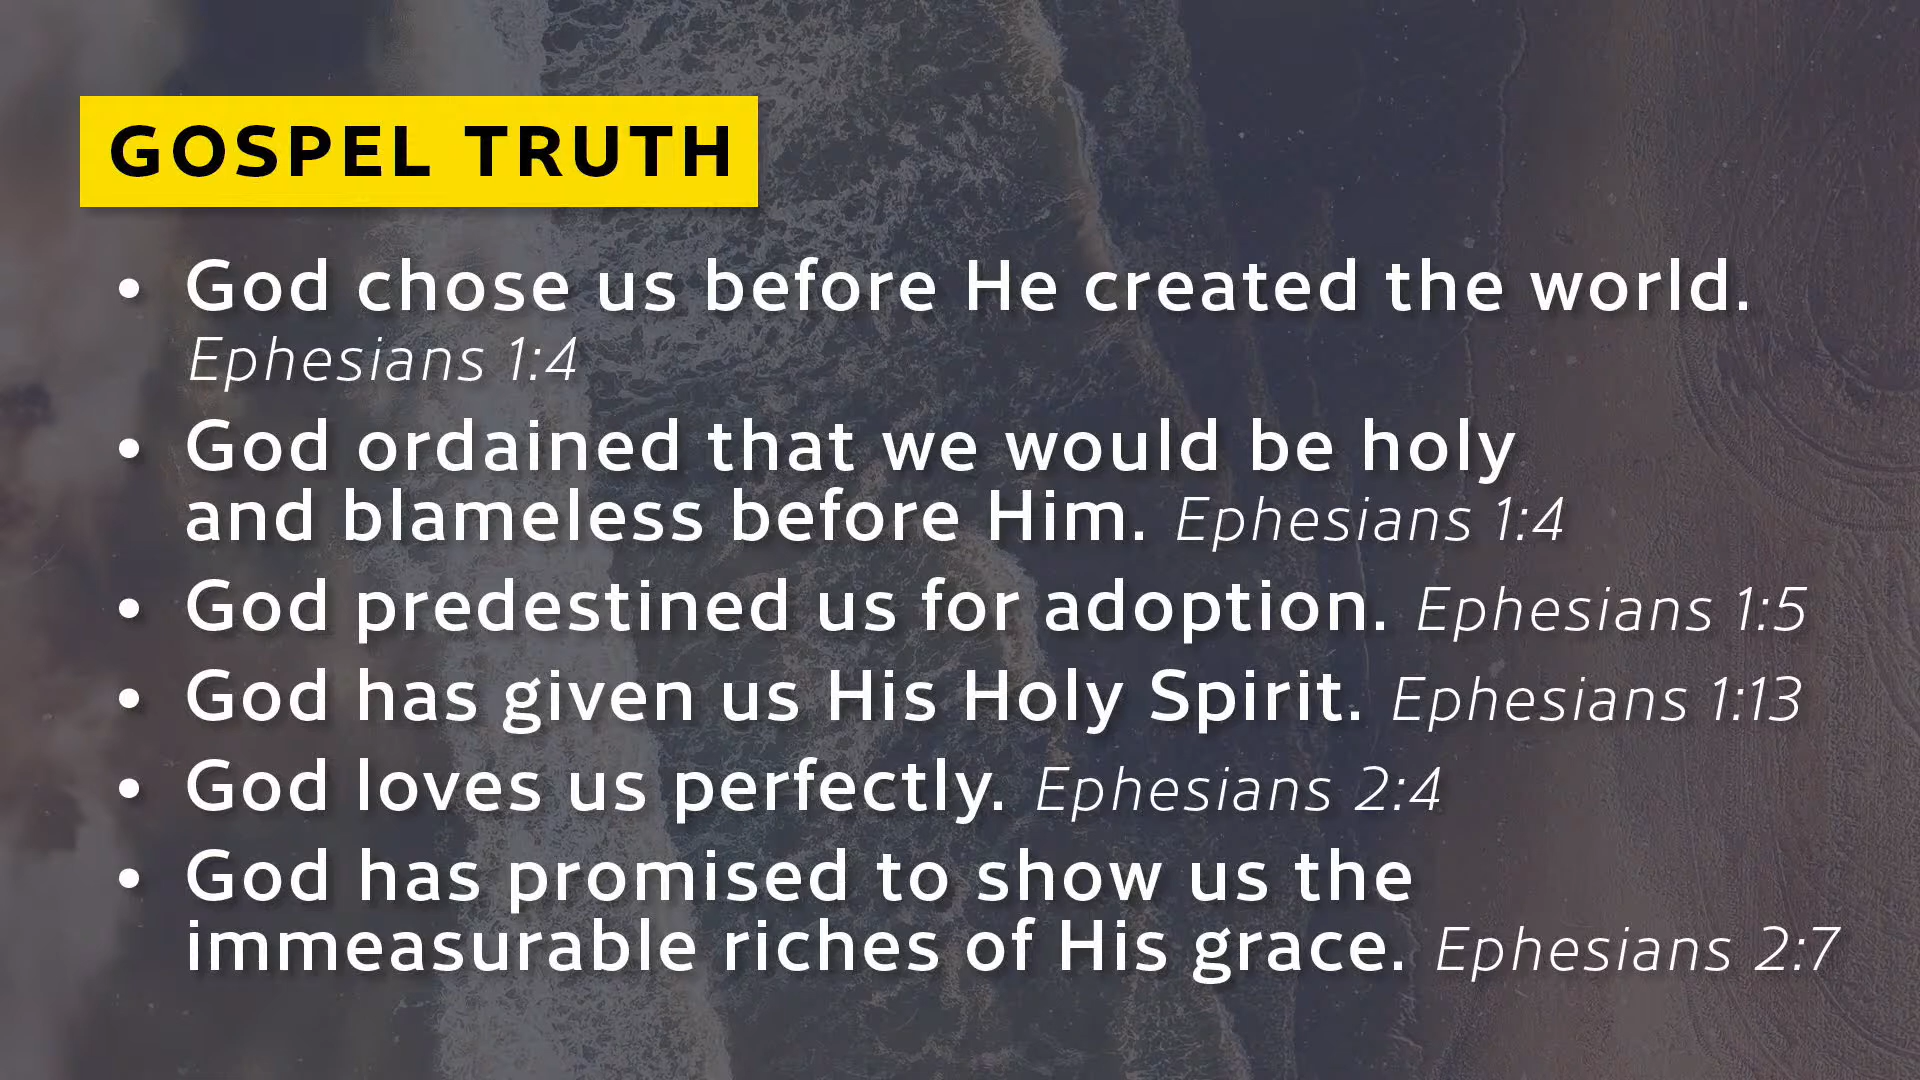 GOSPEL TRUTH
• God chose us before He created the world.
Ephesians 1:4
• God ordained that we would be holy
and blameless before Him. Ephesians 1:4
• God predestined us for adoption. Ephesians 1:5
• God has given us His Holy Spirit. Ephesians 1:13
• God loves us perfectly. Ephesians 2:4
• God has promised to show us the
immeasurable riches of His grace. Ephesians 2:7